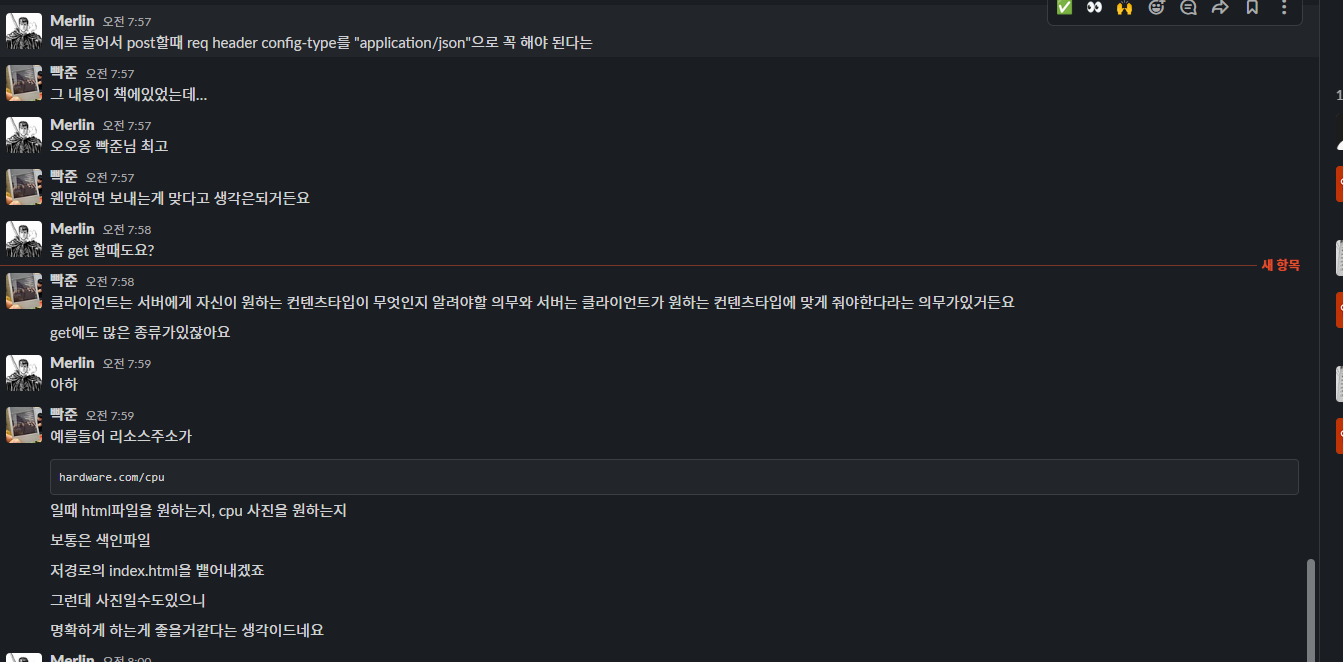 Merlin 오전 7:57
예로 들어서 post할때 req header config-type를 "application/json"으로 꼭 해야 된다는
빡준 오전 7:57
그 내용이 책에있었는데...
Merlin 오전 7:57
오오옹 빡준님 최고
빡준 오전 7:57
웬만하면 보내는게 맞다고 생각은되거든요
Merlin 오전 7:58
흠 get 할때도요?
새 항목
빡준 오전 7:58
클라이언트는 서버에게 자신이 원하는 컨텐츠타입이 무엇인지 알려야할 의무와 서버는 클라이언트가 원하는 컨텐츠타입에 맞게 줘야한다라는 의무가있거든요
get에도 많은 종류가있잖아요
Merlin 오전 7:59
아하
빡준 오전 7:59
예를들어 리소스주소가
hardware.com/cpu
일때 html파일을 원하는지, cpu 사진을 원하는지
보통은 색인파일
저경로의 index.html을 뱉어내겠죠
그런데 사진일수도있으니
명확하게 하는게 좋을거같다는 생각이드네요
Merlin 오전 8:00